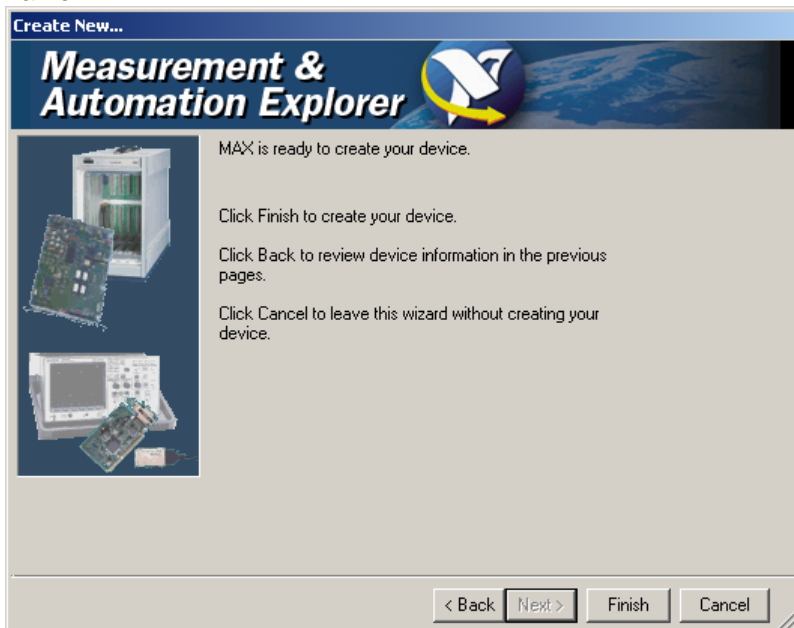 Create New...
Measurement &
Automation Explorer
MAX is ready to create your device.
Click Finish to create your device.
Click Back to review device information in the previous
pages.
Click Cancel to leave this wizard without creating your
device.
< Back
Next >
Finish
Cancel